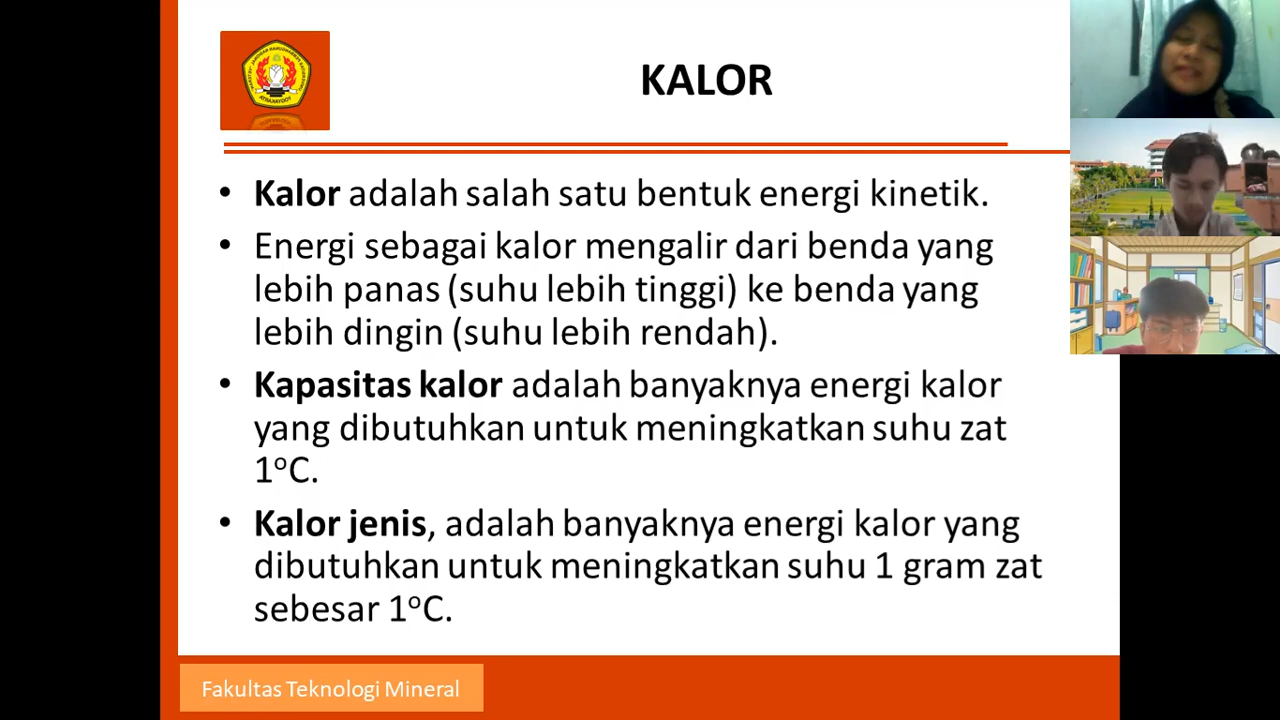 KALOR
• Kalor adalah salah satu bentuk energi kinetik.
• Energi sebagai kalor mengalir dari benda yang
lebih panas (suhu lebih tinggi) ke benda yang
lebih dingin (suhu lebih rendah).
• Kapasitas kalor adalah banyaknya energi kalor
yang dibutuhkan untuk meningkatkan suhu zat
1ºC.
• Kalor jenis, adalah banyaknya energi kalor yang
dibutuhkan untuk meningkatkan suhu 1 gram zat
sebesar 1ºC.
Fakultas Teknologi Mineral